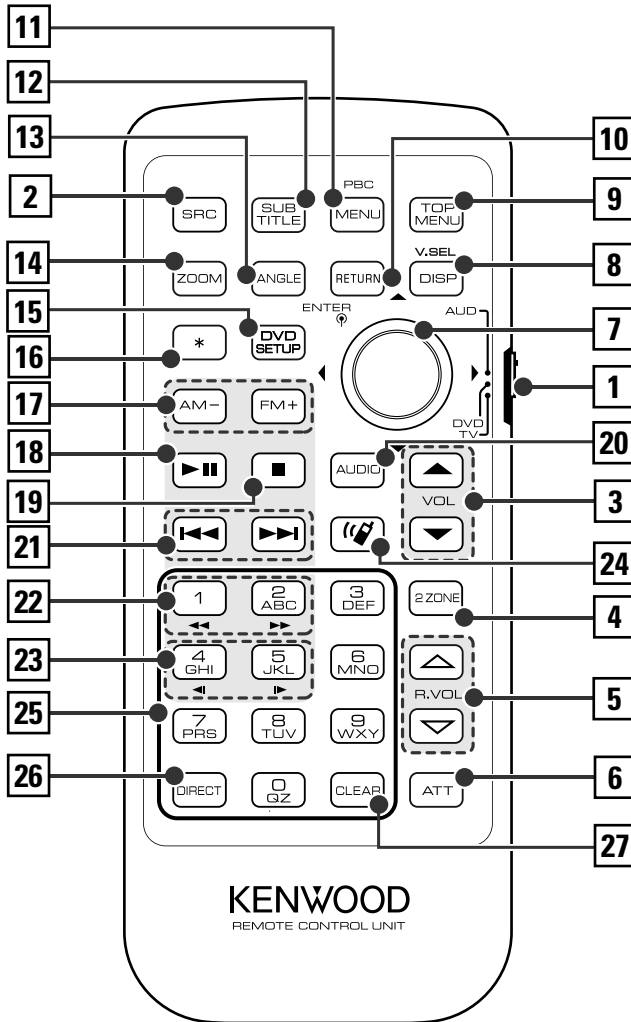 11
12
13
10
PBC
2
SRC
SUB TITLE
MENU
TOP MENU
9
V.SEL
14
ZOOM
ANGLE
RETURN
DISP
8
15
ENTER
AUD
7
16
*
DVD SETUP
17
AM–
FM+
1
DVD
TV
18
►II
■
AUDIO
20
▲
VOL
3
19
▼
21
I◄◄
►►I
24
22
1
2 ABC
3 DEF
2 ZONE
4
◄◄
►►
23
4 GHI
5 JKL
6 MNO
△
R.VOL
5
◄I
I►
▽
25
7 PRS
8 TUV
9 WXY
26
DIRECT
0 QZ
CLEAR
ATT
6
27
KENWOOD
REMOTE CONTROL UNIT